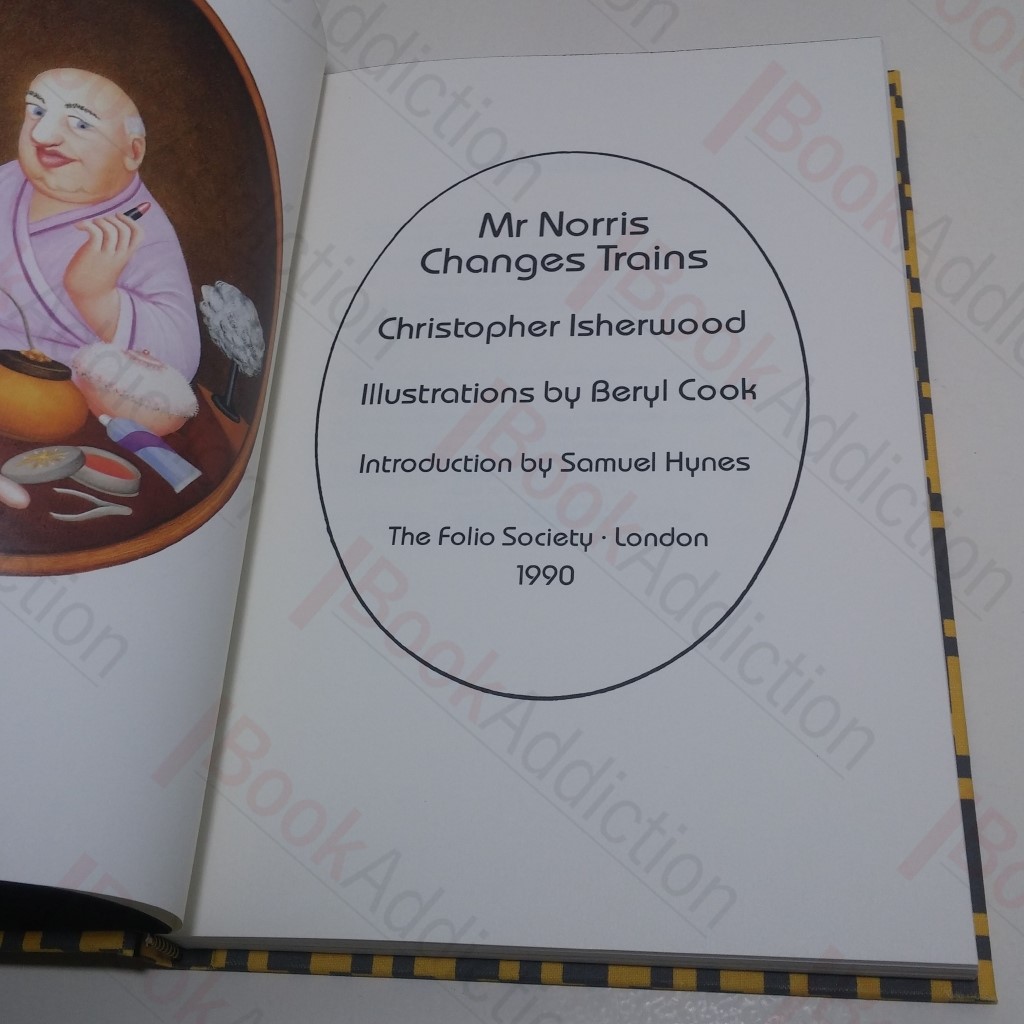 Mr Norris
Changes Trains
Christopher Isherwood
Illustrations by Beryl Cook
Introduction by Samuel Hynes
The Folio Society · London
1990
BookAddiction